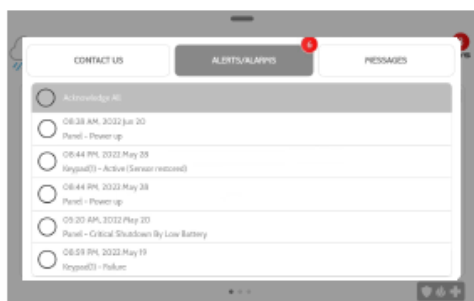 CONTACT US
ALERTS/ALARMS
6
MESSAGES
Acknowledge All
08:38 AM, 2022 Jun 20
Panel - Power up
08:44 PM, 2022 May 28
Keypad(1) - Active (Sensor restored)
08:44 PM, 2022 May 28
Panel - Power up
05:20 AM, 2022 May 20
Panel - Critical Shutdown By Low Battery
08:59 PM, 2022 May 19
Keypad(1) - Failure